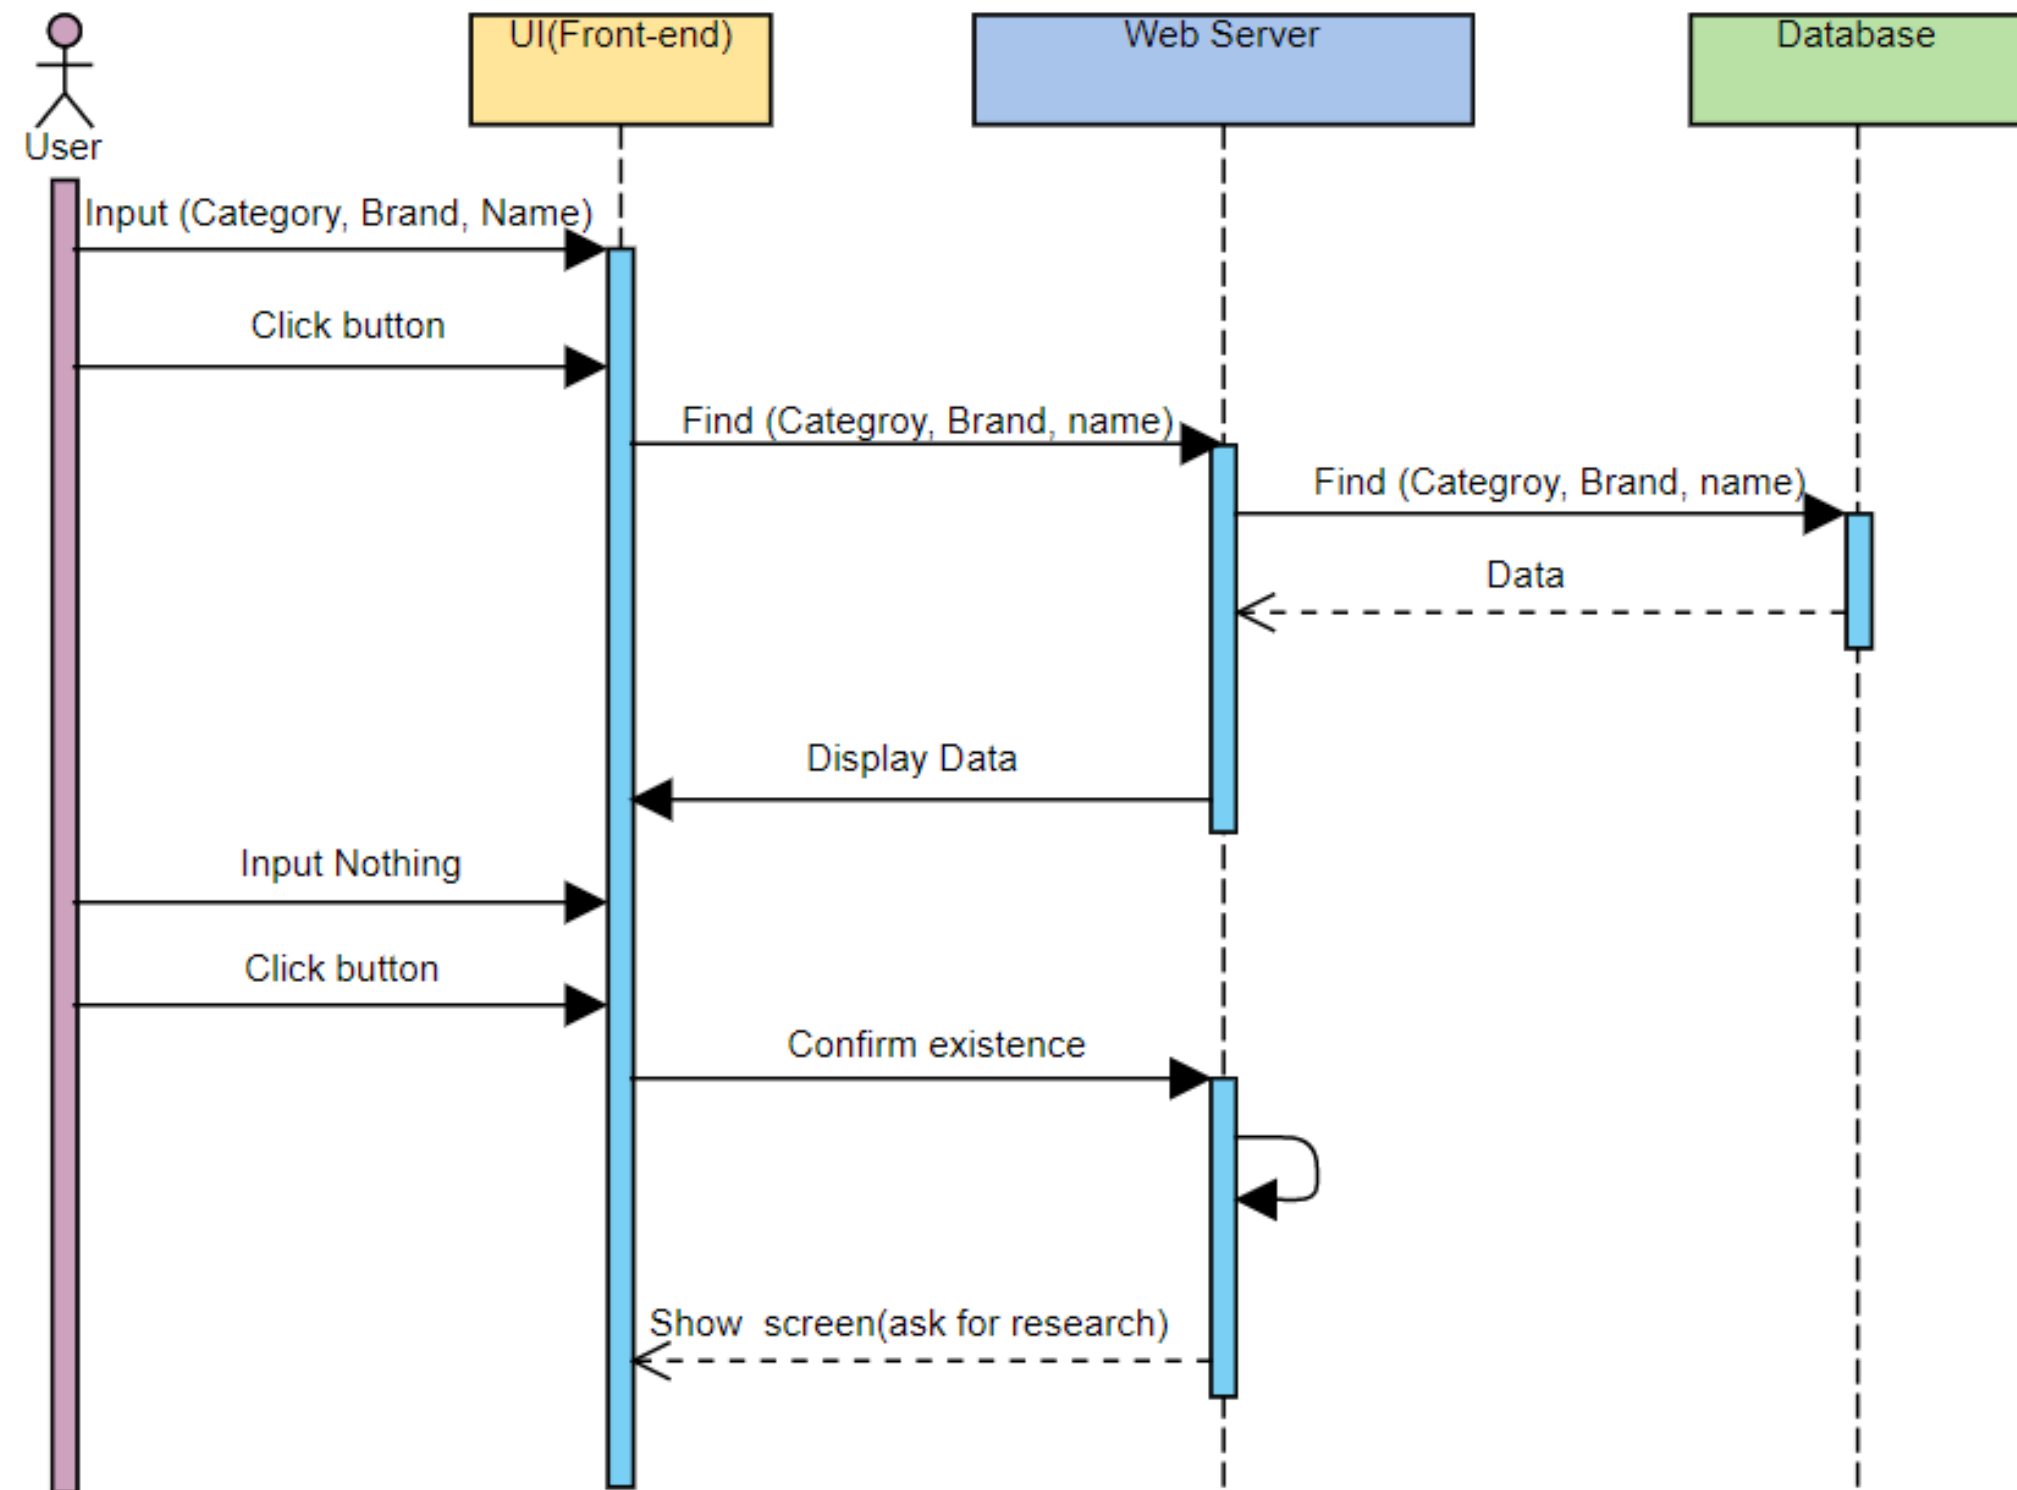 UI(Front-end)
Web Server
Database
User
Input (Category, Brand, Name)
Click button
Find (Categroy, Brand, name)
Find (Categroy, Brand, name)
Data
Display Data
Input Nothing
Click button
Confirm existence
Show  screen(ask for research)